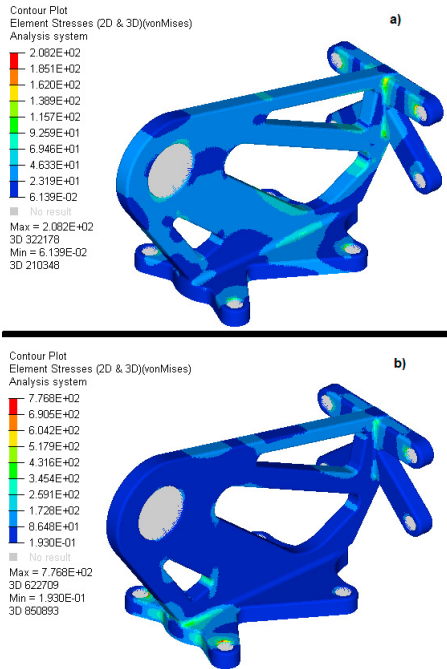 Contour Plot
Element Stresses (2D & 3D)(vonMises)
Analysis system
a)
2.082E+02
1.851E+02
1.620E+02
1.389E+02
1.157E+02
9.259E+01
6.946E+01
4.633E+01
2.319E+01
6.139E-02
No result
Max = 2.082E+02
3D 322178
Min = 6.139E-02
3D 210348
Contour Plot
Element Stresses (2D & 3D)(vonMises)
Analysis system
b)
7.768E+02
6.905E+02
6.042E+02
5.179E+02
4.316E+02
3.454E+02
2.591E+02
1.728E+02
8.648E+01
1.930E-01
No result
Max = 7.768E+02
3D 622709
Min = 1.930E-01
3D 850893